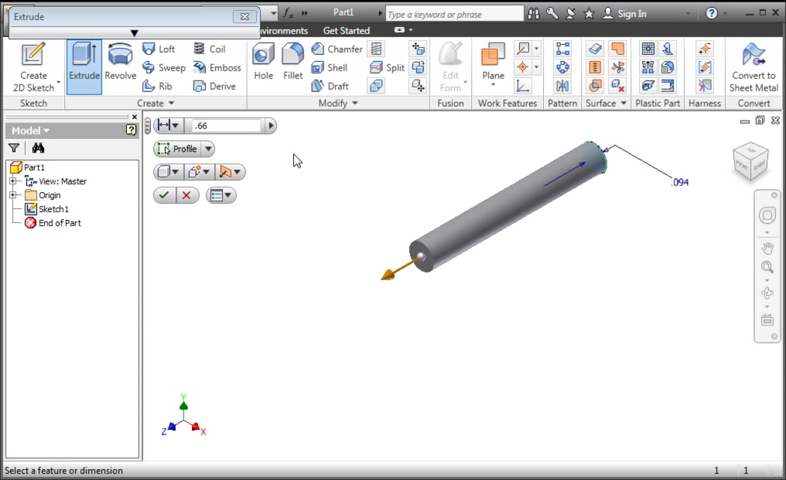 Extrude
Part1
Type a keyword or phrase
Sign In
Get Started
Create
2D Sketch
Extrude
Revolve
Loft
Sweep
Rib
Coil
Emboss
Derive
Hole
Fillet
Chamfer
Shell
Draft
Split
Edit
Form
Plane
Convert to
Sheet Metal
Sketch
Create
Modify
Fusion
Work Features
Pattern
Surface
Plastic Part
Harness
Convert
Model
Part1
View: Master
Origin
Sketch1
End of Part
.66
Profile
.094
Y
Z
X
Select a feature or dimension
1
1